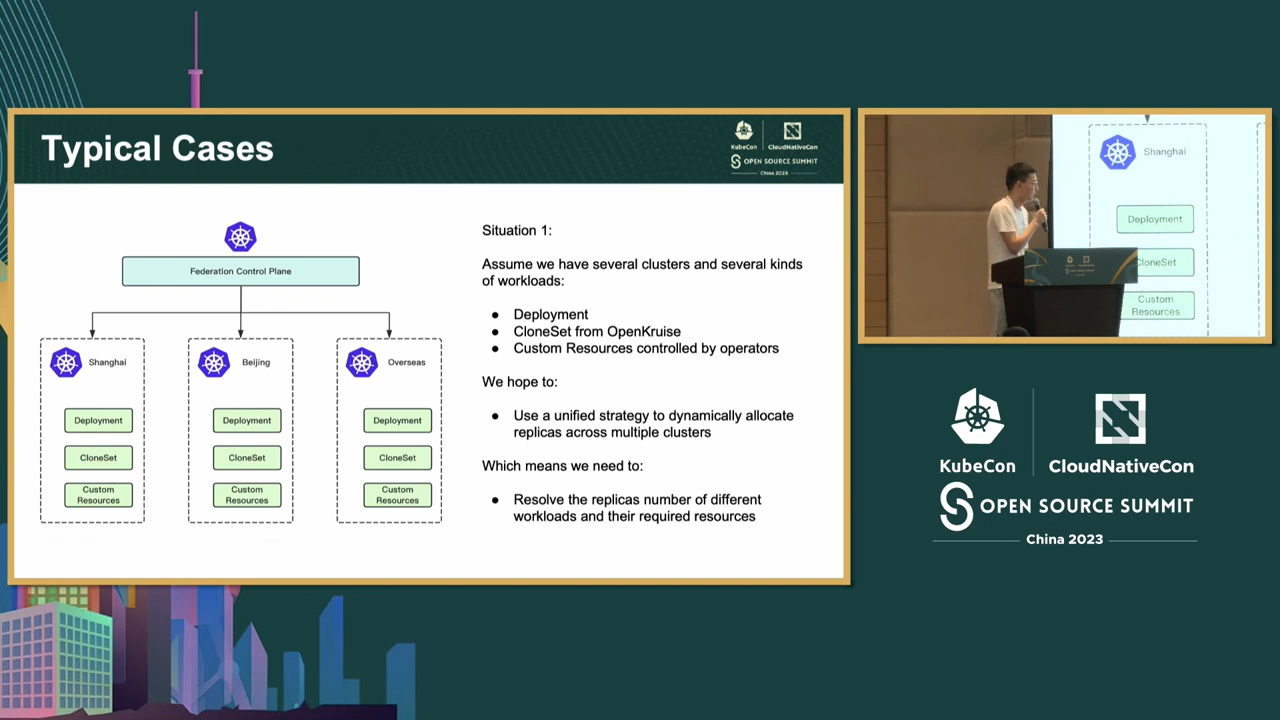 Typical Cases
KubeCon
CloudNativeCon
OPEN SOURCE SUMMIT
China 2023
Federation Control Plane
Shanghai
Deployment
CloneSet
Custom
Resources
Beijing
Deployment
CloneSet
Custom
Resources
Overseas
Deployment
CloneSet
Custom
Resources
Situation 1:
Assume we have several clusters and several kinds
of workloads:
● Deployment
● CloneSet from OpenKruise
● Custom Resources controlled by operators
We hope to:
● Use a unified strategy to dynamically allocate
replicas across multiple clusters
Which means we need to:
● Resolve the replicas number of different
workloads and their required resources
Shanghai
Deployment
CloneSet
Custom
Resources
KubeCon
CloudNativeCon
OPEN SOURCE SUMMIT
China 2023